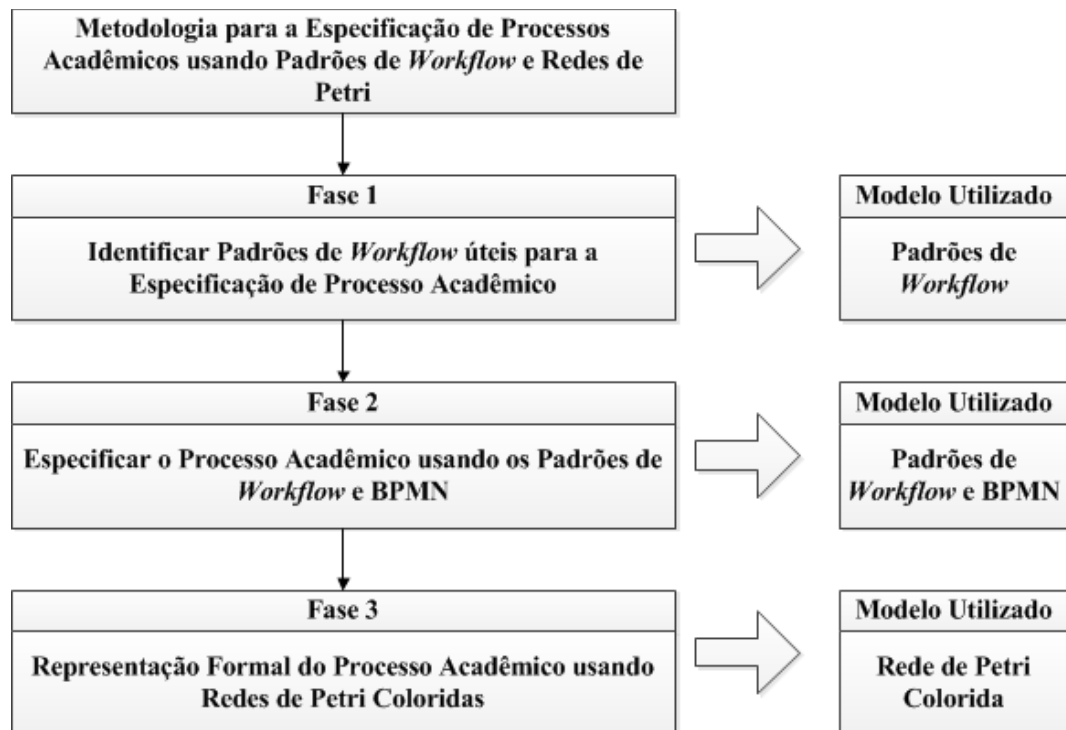 Metodologia para a Especificação de Processos
Acadêmicos usando Padrões de Workflow e Redes de
Petri
Fase 1
Identificar Padrões de Workflow úteis para a
Especificação de Processo Acadêmico
Modelo Utilizado
Padrões de
Workflow
Fase 2
Especificar o Processo Acadêmico usando os Padrões de
Workflow e BPMN
Modelo Utilizado
Padrões de
Workflow e BPMN
Fase 3
Representação Formal do Processo Acadêmico usando
Redes de Petri Coloridas
Modelo Utilizado
Rede de Petri
Colorida